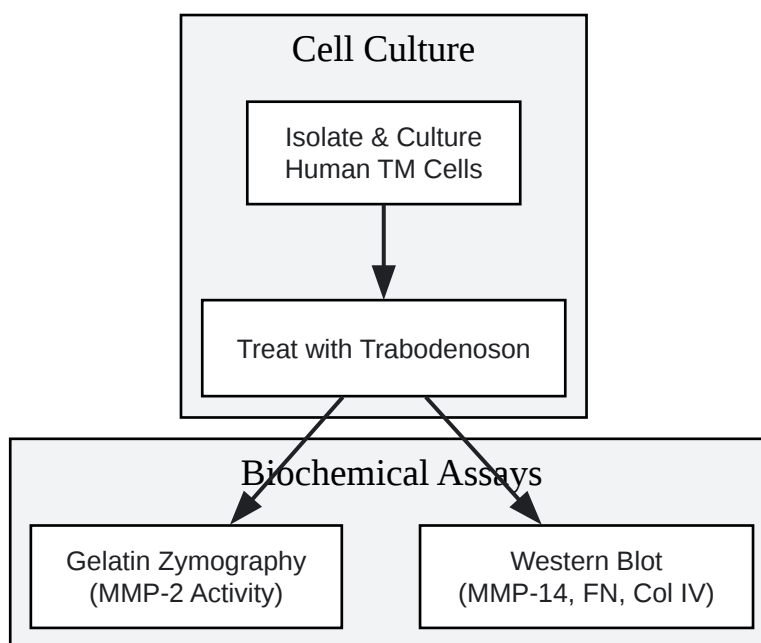 Cell Culture
Isolate & Culture
Human TM Cells
Treat with Trabodenoson
Biochemical Assays
Gelatin Zymography
(MMP-2 Activity)
Western Blot
(MMP-14, FN, Col IV)